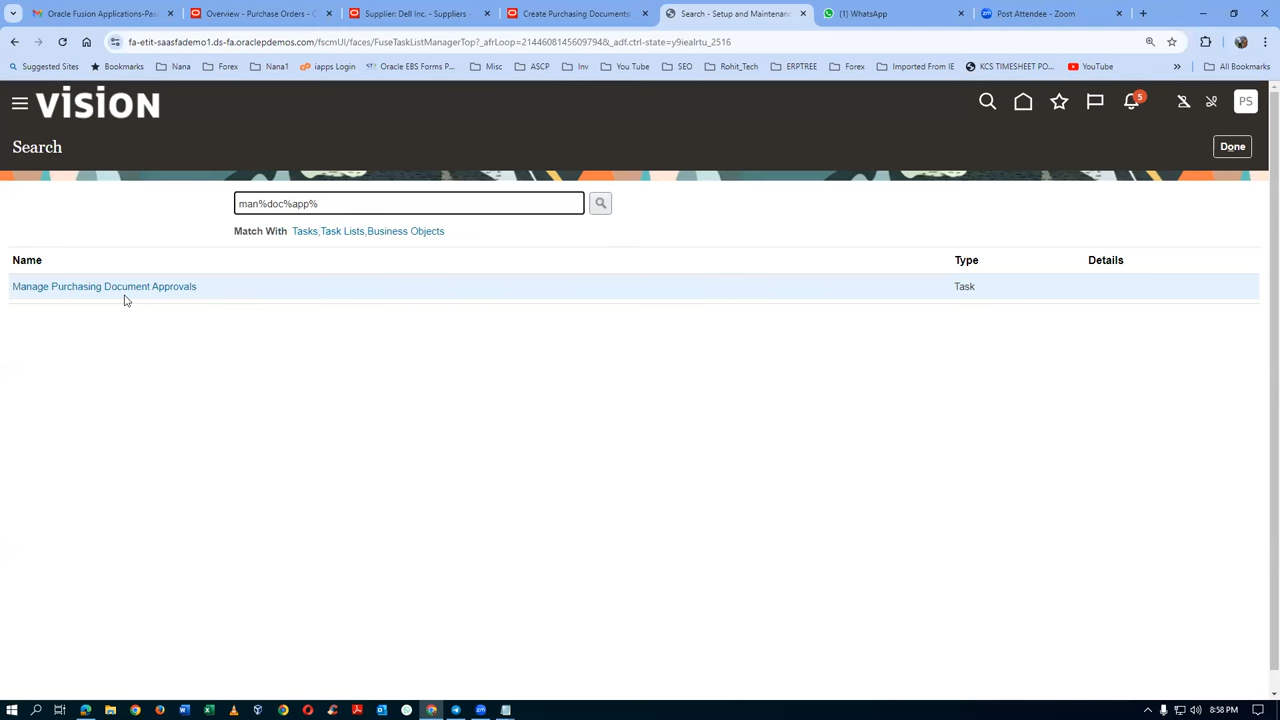 Oracle Fusion Applications-Pas
Overview - Purchase Orders - C
Supplier: Dell Inc. - Suppliers -
Create Purchasing Documents
Search - Setup and Maintenanc
(1) WhatsApp
Post Attendee - Zoom
fa-etit-saasfademo1.ds-fa.oraclepdemos.com/fscmUI/faces/FuseTaskListManagerTop?_afrLoop=2144608145609794&_adf.ctrl-state=y9iealrtu_2516
Suggested Sites
Bookmarks
Nana
Forex
Nana1
iapps Login
Oracle EBS Forms P...
Misc
ASCP
Inv
You Tube
SEO
Rohit_Tech
ERPTREE
Forex
Imported From IE
KCS TIMESHEET PO...
YouTube
»
All Bookmarks
VISION
5
PS
Search
Done
man%doc%app%
Match With Tasks,Task Lists,Business Objects
Name Type Details
Manage Purchasing Document Approvals Task
8:58 PM